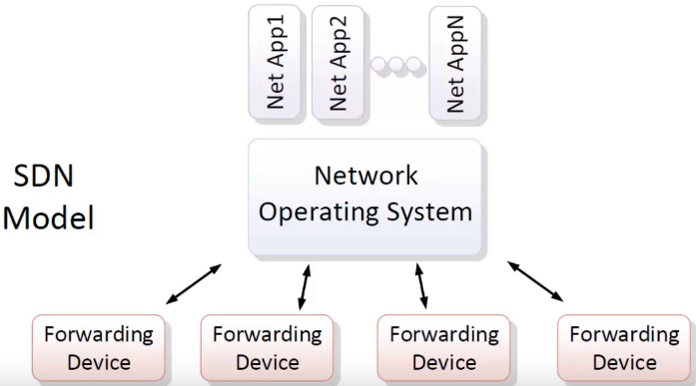 Net App1
Net App2
Net AppN
SDN
Model
Network
Operating System
Forwarding
Device
Forwarding
Device
Forwarding
Device
Forwarding
Device